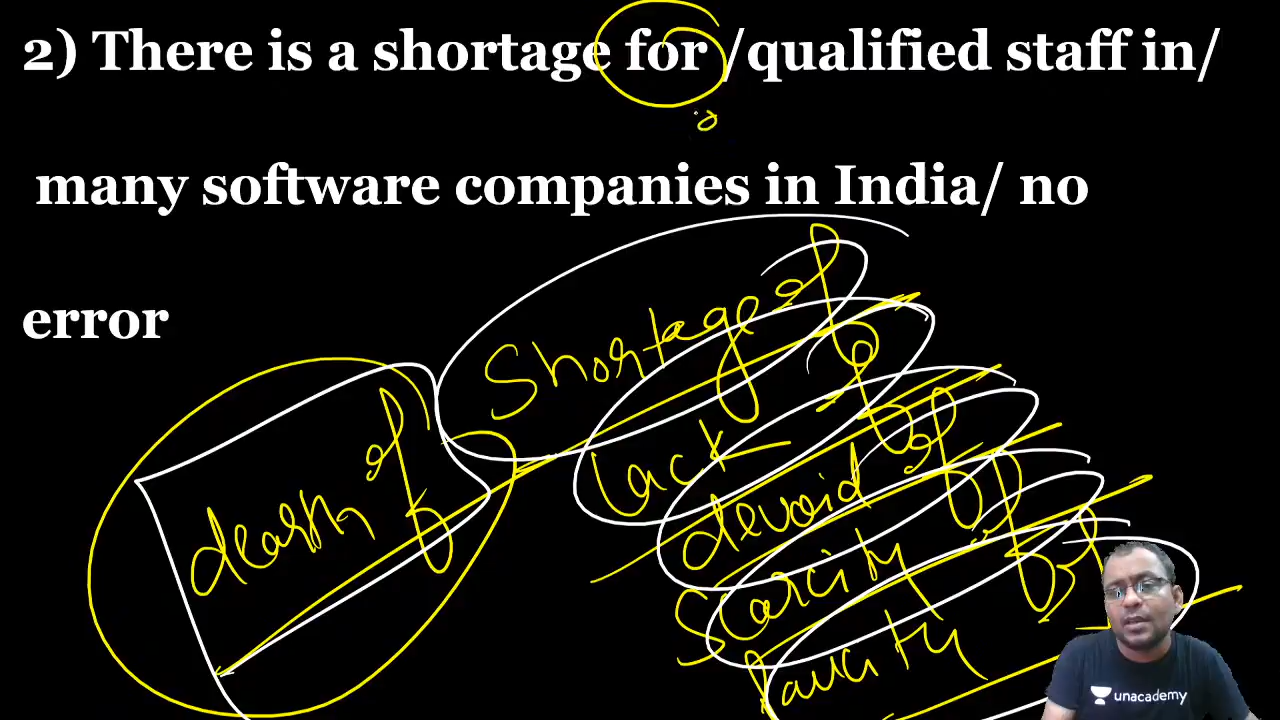 2) There is a shortage for /qualified staff in/
many software companies in India/ no
error
Shortage of
lack of
devoid of
dearth of
Scarcity of
Paucity of
unacademy